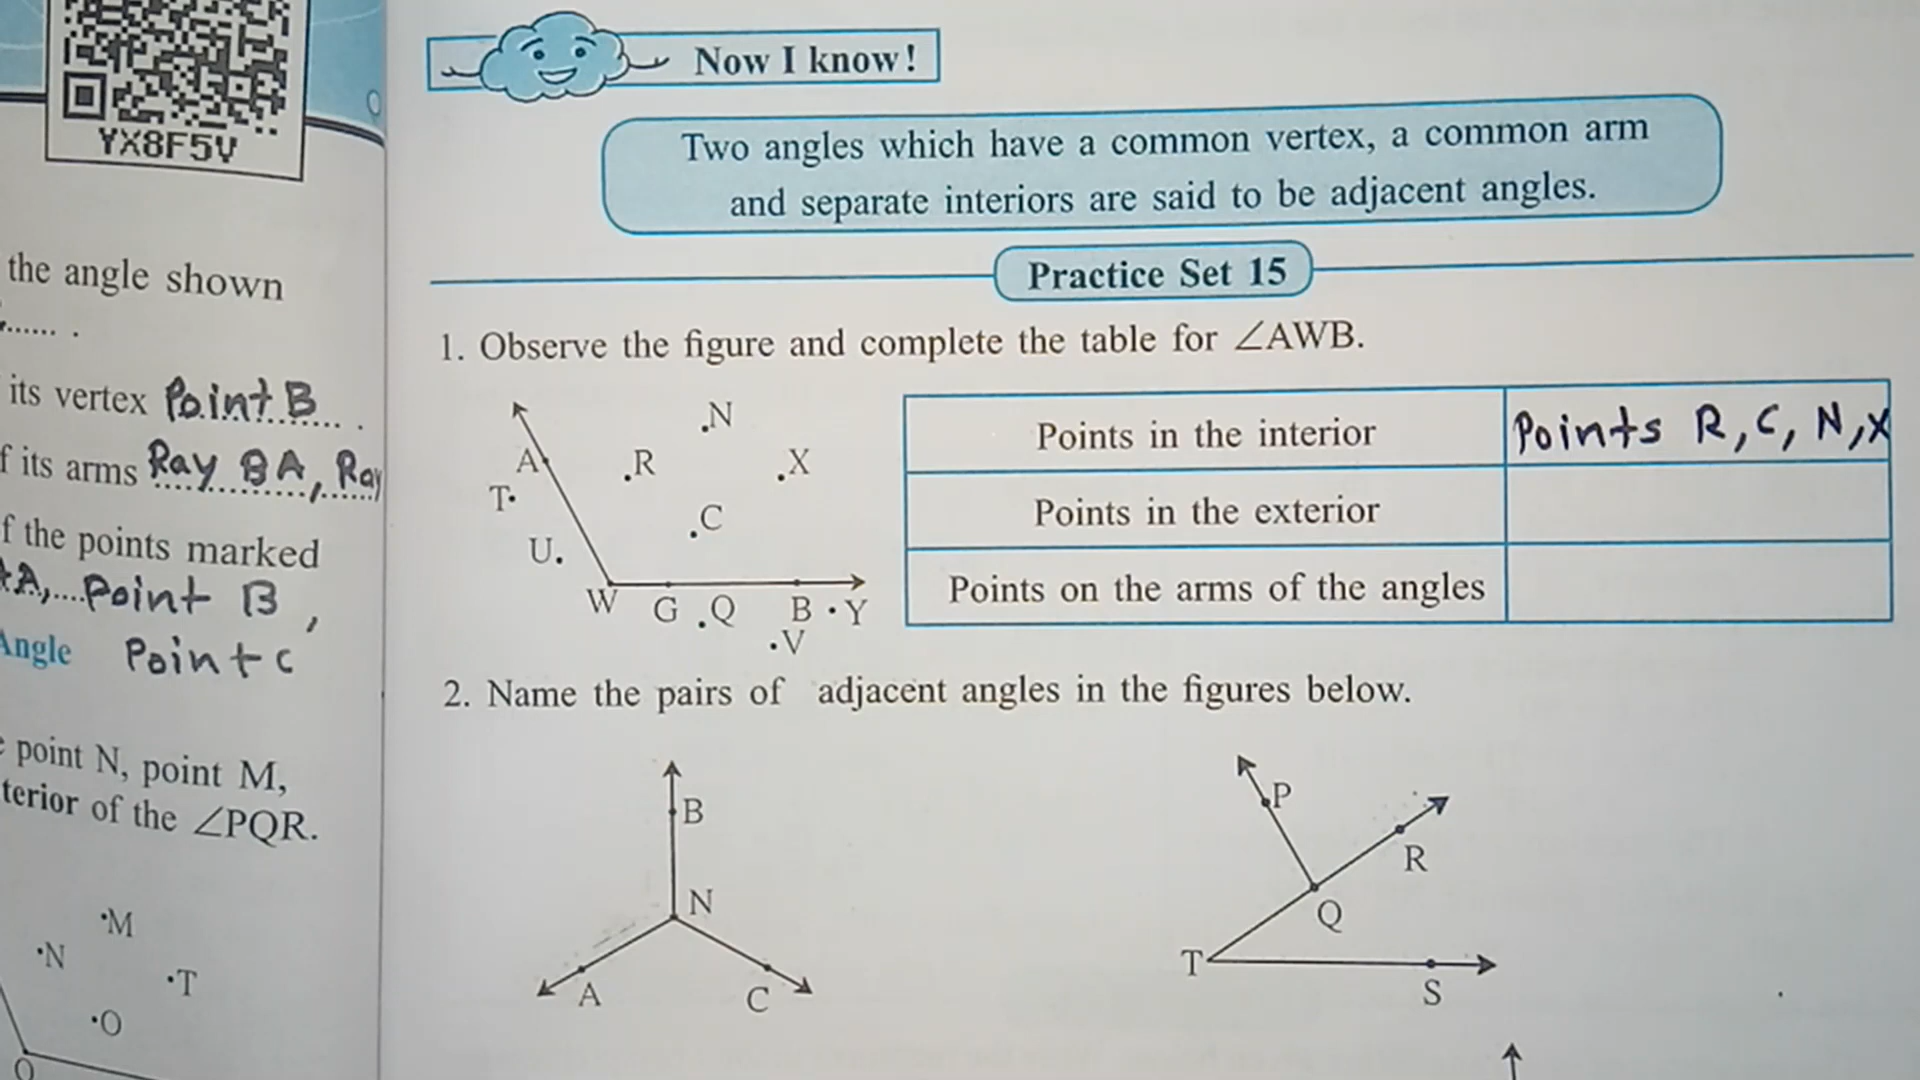 YX8F5V
the angle shown
its vertex Point B
f its arms Ray BA, Ray
f the points marked
A, Point B,
Angle Point C
point N, point M,
terior of the ∠PQR.
M
N
T
O
Now I know!
Two angles which have a common vertex, a common arm
and separate interiors are said to be adjacent angles.
Practice Set 15
1. Observe the figure and complete the table for ∠AWB.
N
A R X
T
C
U
W G Q B Y
V
Points in the interior Points R, C, N, X
Points in the exterior
Points on the arms of the angles
2. Name the pairs of adjacent angles in the figures below.
B
N
A C
P
R
Q
T
S